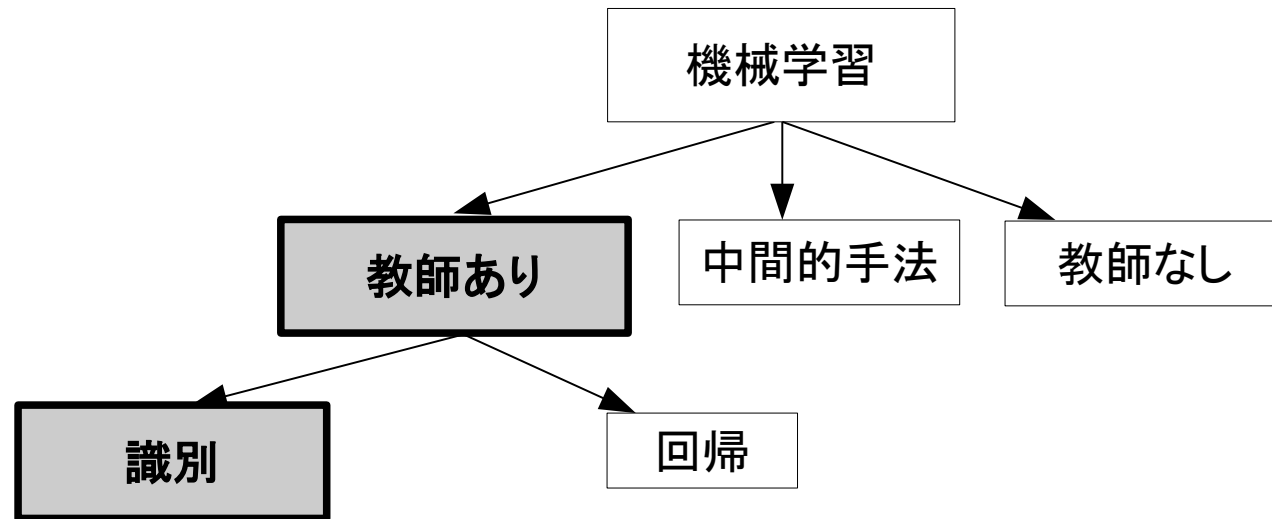 機械学習
教師あり
中間的手法
教師なし
識別
回帰